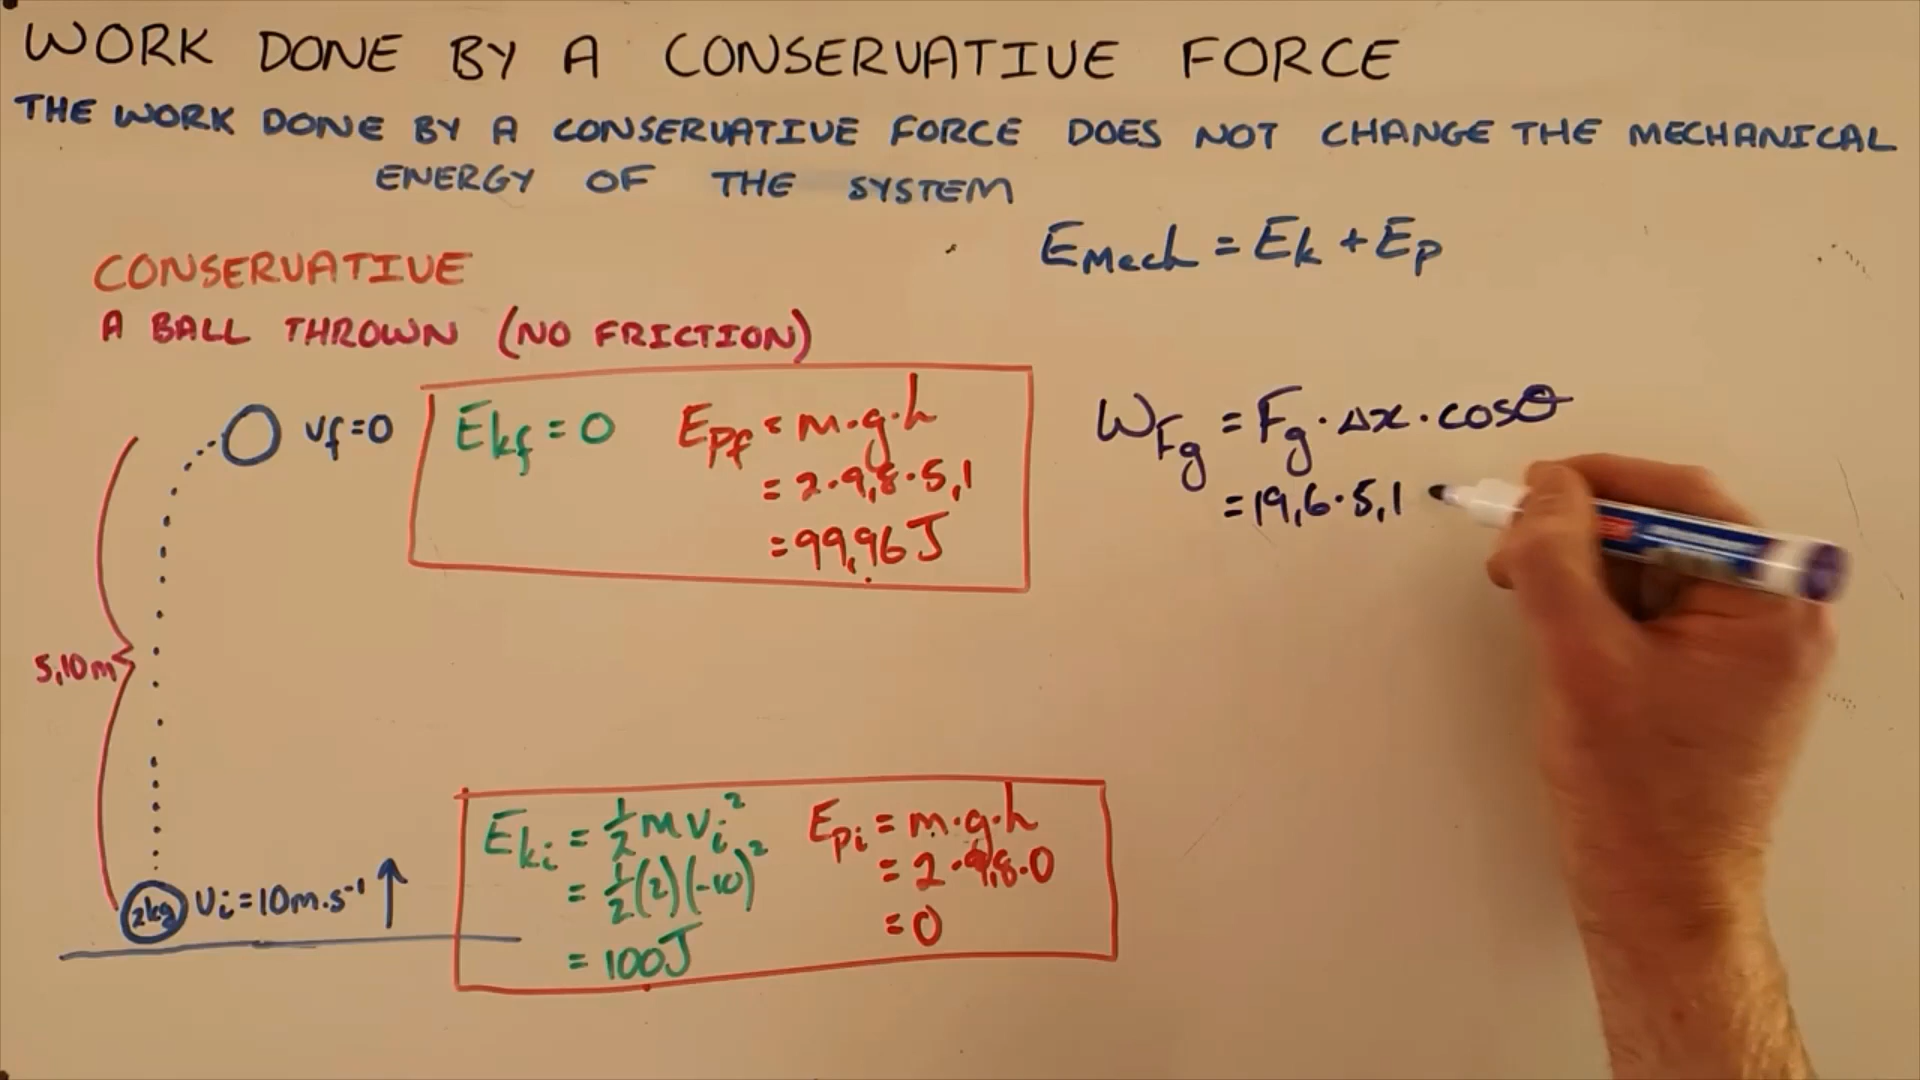 WORK DONE BY A CONSERVATIVE FORCE
THE WORK DONE BY A CONSERVATIVE FORCE DOES NOT CHANGE THE MECHANICAL
ENERGY OF THE SYSTEM
EMech = Ek + Ep
CONSERVATIVE
A BALL THROWN (NO FRICTION)
vf=0
Ekf = 0
Epf = m.g.h
= 2.9,8.5,1
= 99,96J
WFg = Fg.Δx.cosθ
= 19,6.5,1
5,10m
2kg
Vi = 10m.s⁻¹
Eki = ½mvi²
= ½(2)(-10)²
= 100J
Epi = m.g.h
= 2.9,8.0
= 0